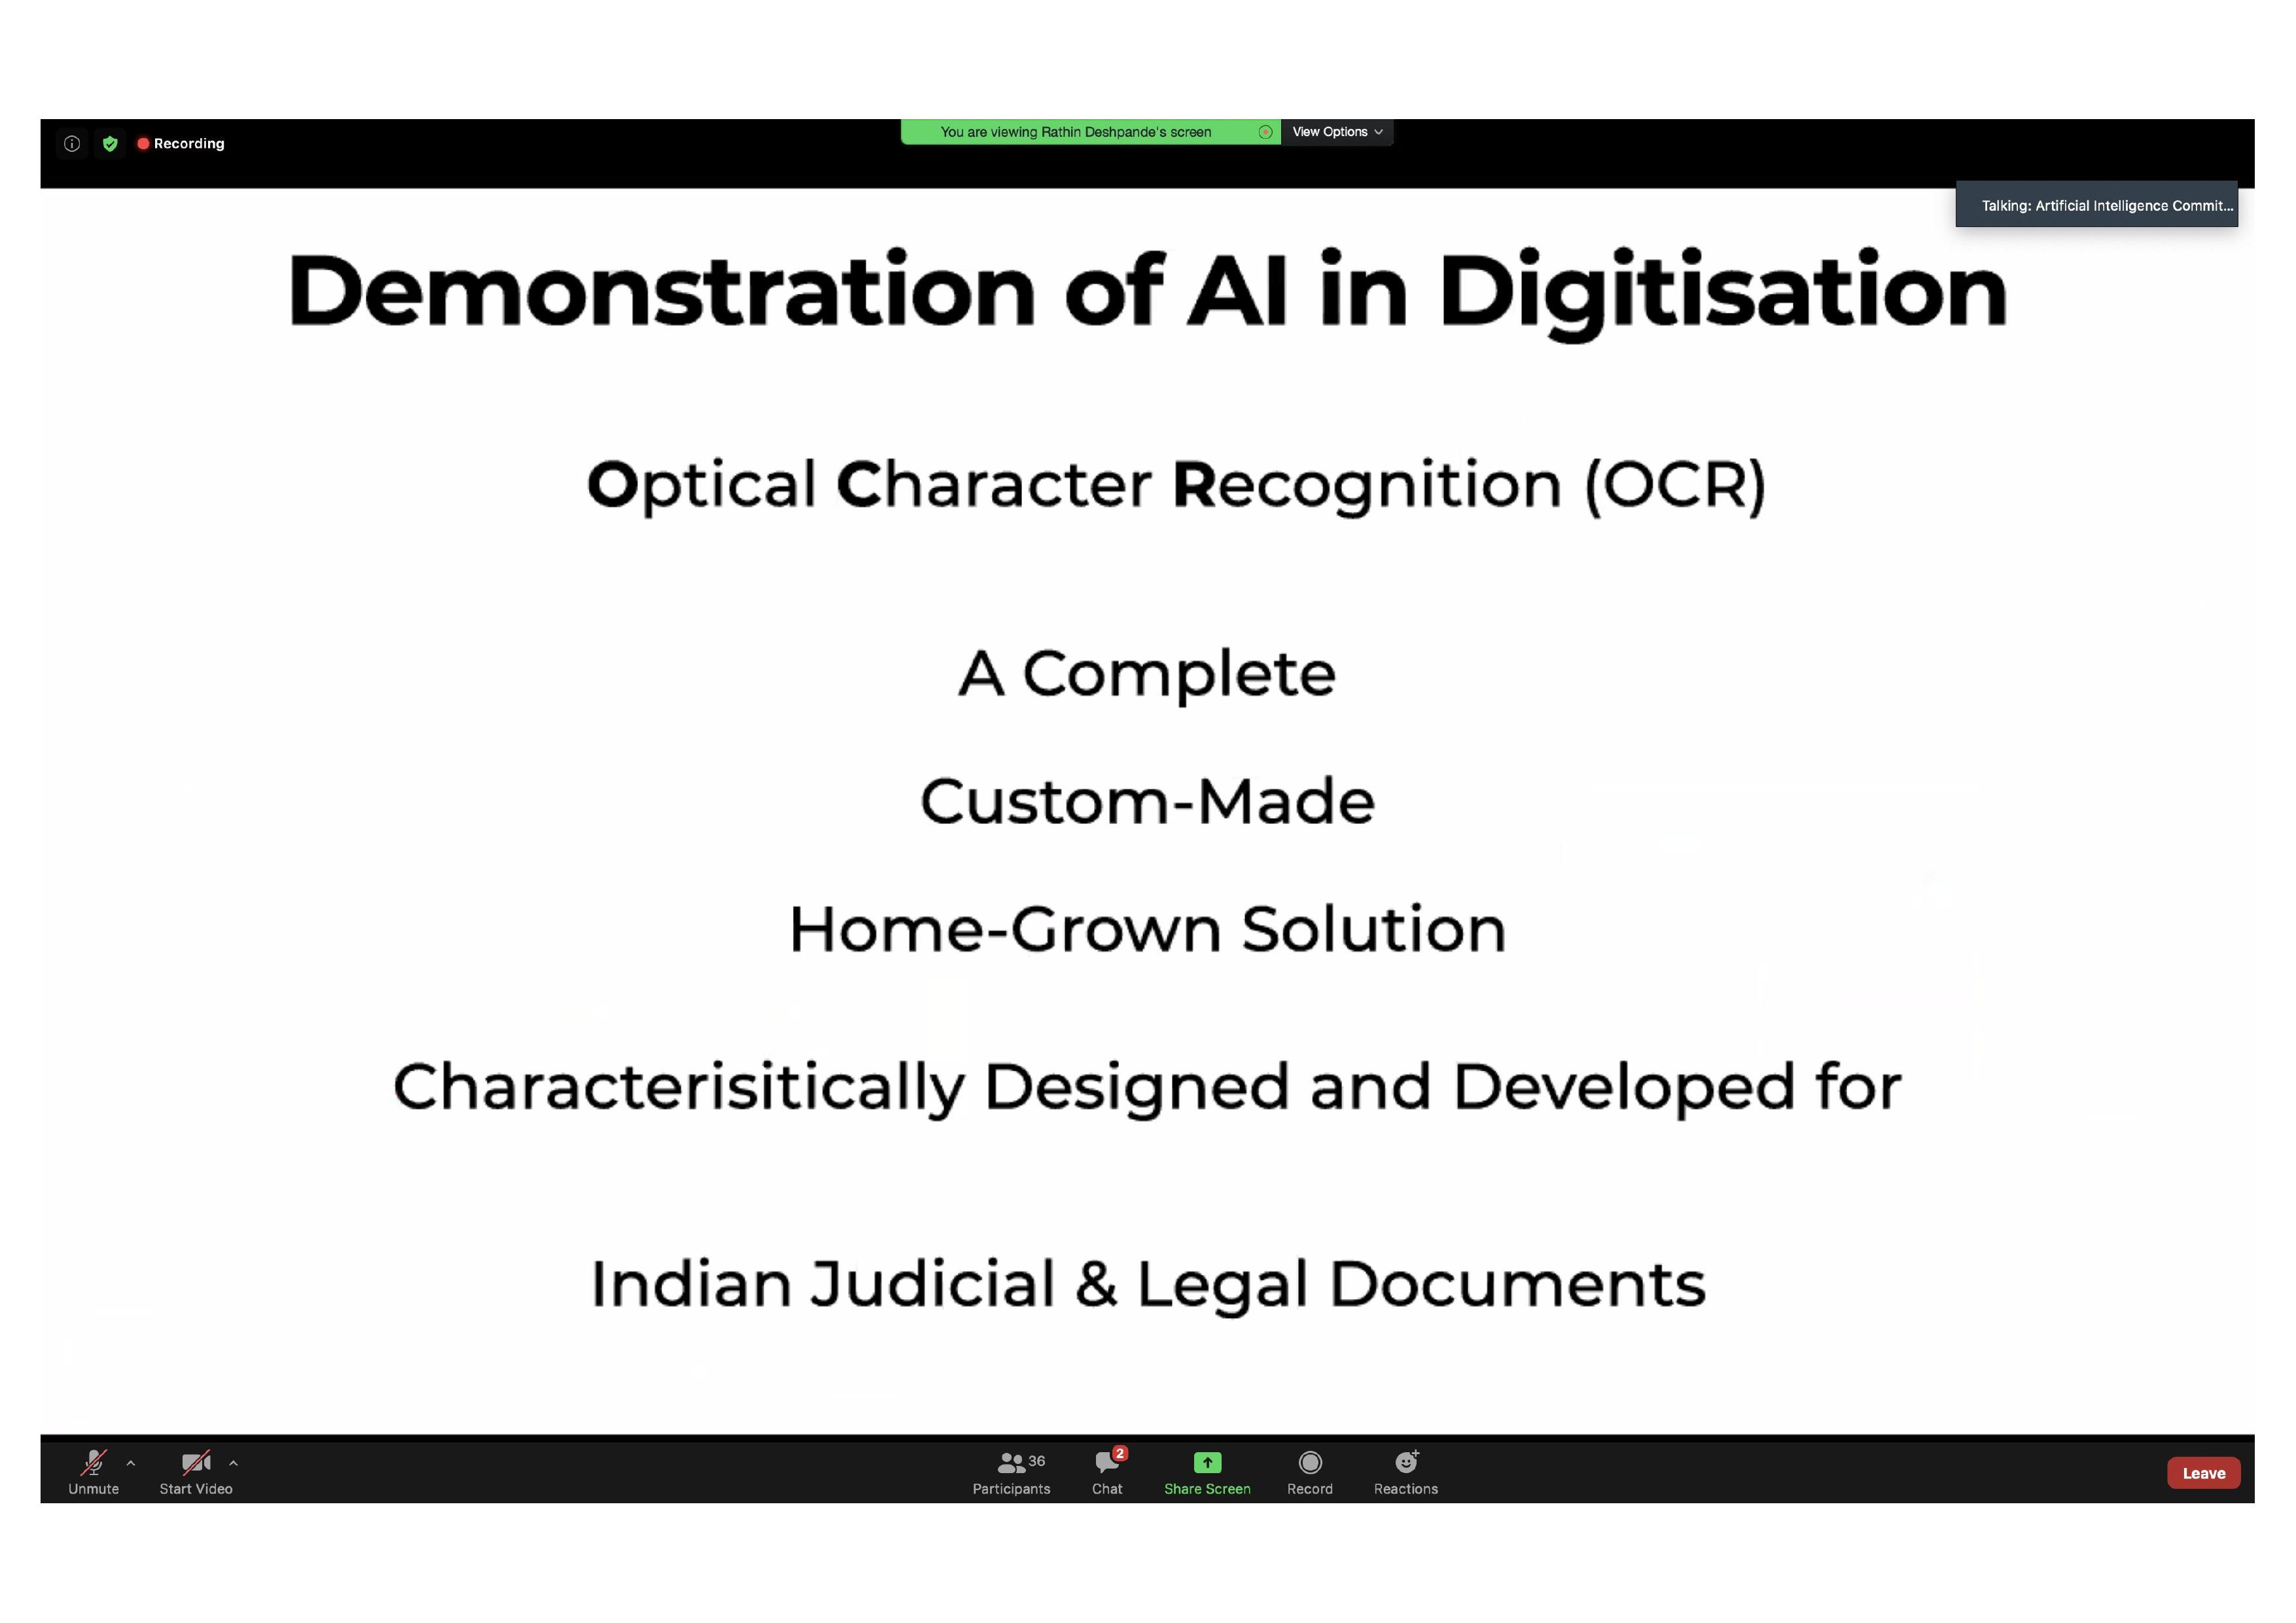 Recording
You are viewing Rathin Deshpande's screen
View Options
Talking: Artificial Intelligence Commit...
Demonstration of AI in Digitisation
Optical Character Recognition (OCR)
A Complete
Custom-Made
Home-Grown Solution
Characterisitically Designed and Developed for
Indian Judicial & Legal Documents
Unmute
Start Video
36
Participants
2
Chat
Share Screen
Record
Reactions
Leave